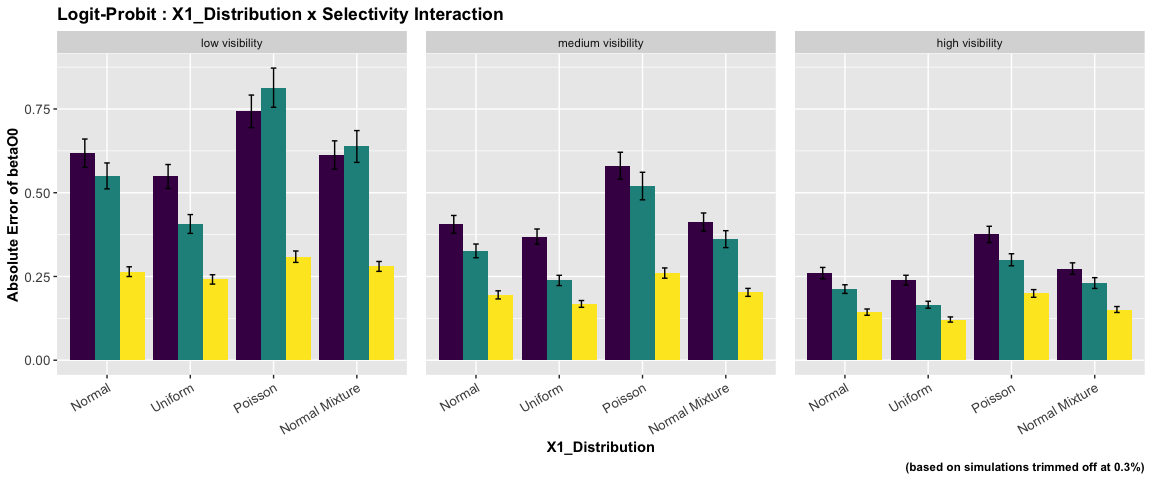 Logit-Probit : X1_Distribution x Selectivity Interaction
low visibility
medium visibility
high visibility
Absolute Error of betaO0
0.75
0.50
0.25
0.00
Normal
Uniform
Poisson
Normal Mixture
Normal
Uniform
Poisson
Normal Mixture
Normal
Uniform
Poisson
Normal Mixture
X1_Distribution
(based on simulations trimmed off at 0.3%)